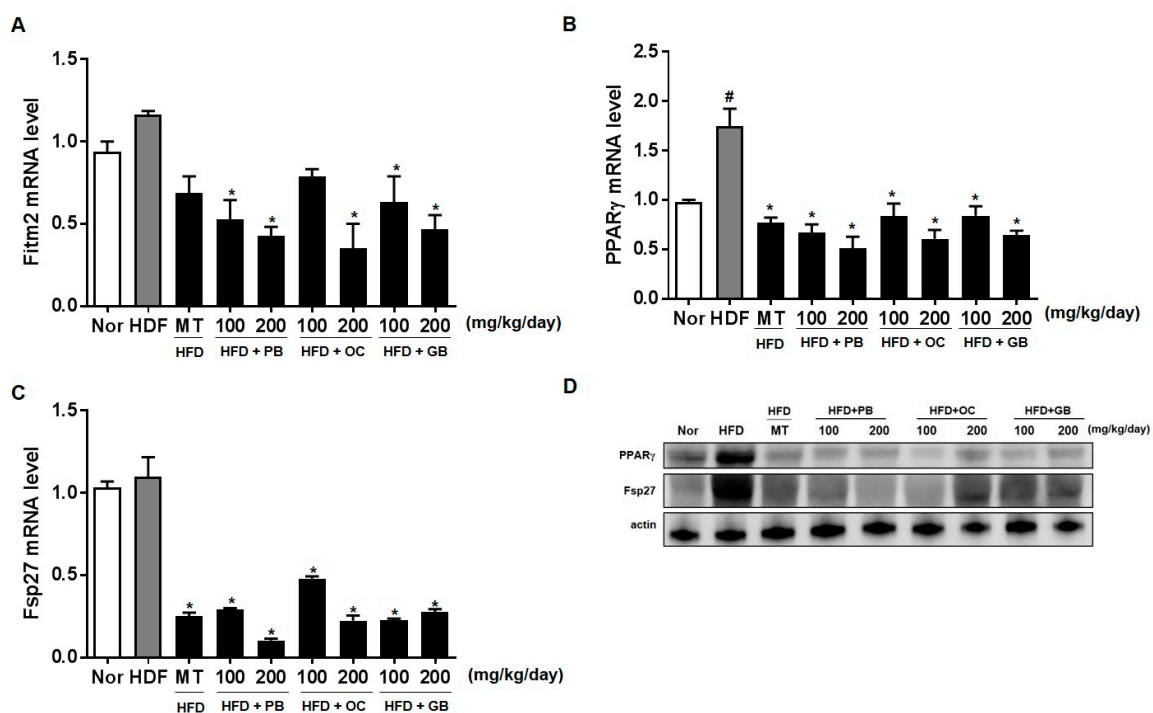 A
Fitm2 mRNA level
1.5
1.0
0.5
0.0
Nor HDF MT 100 200 100 200 100 200 (mg/kg/day)
HFD HFD + PB HFD + OC HFD + GB
* * * * *
B
PPARγ mRNA level
2.5
2.0
1.5
1.0
0.5
0.0
#
* * * * * * *
Nor HDF MT 100 200 100 200 100 200 (mg/kg/day)
HFD HFD + PB HFD + OC HFD + GB
C
Fsp27 mRNA level
1.5
1.0
0.5
0.0
* * * * * * *
Nor HDF MT 100 200 100 200 100 200 (mg/kg/day)
HFD HFD + PB HFD + OC HFD + GB
D
HFD HFD+PB HFD+OC HFD+GB
Nor HFD MT 100 200 100 200 100 200 (mg/kg/day)
PPARγ
Fsp27
actin